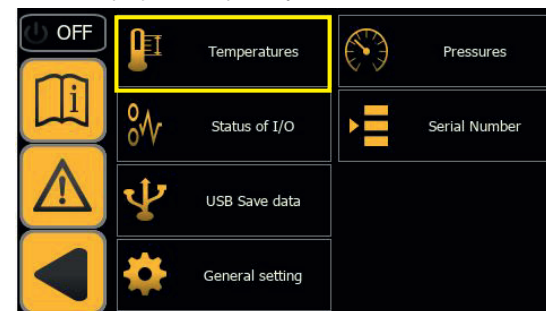 OFF
Temperatures
Pressures
Status of I/O
Serial Number
USB Save data
General setting